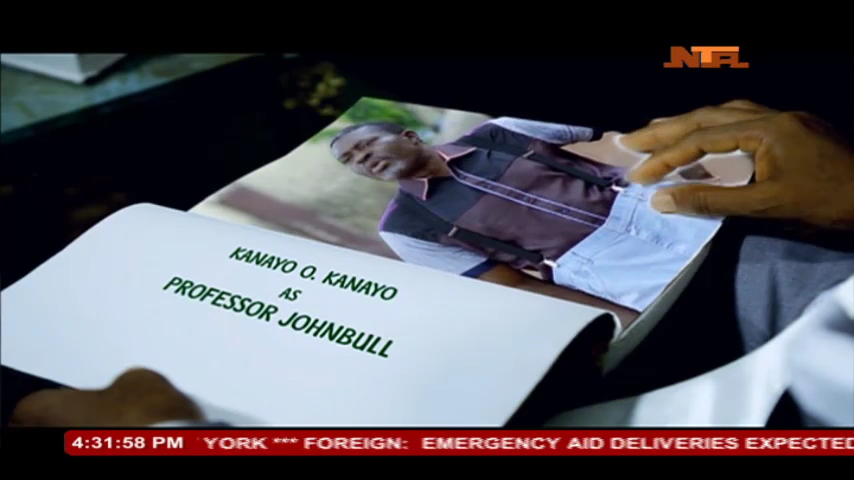 NTA
KANAYO O. KANAYO
AS
PROFESSOR JOHNBULL
4:31:58 PM YORK *** FOREIGN: EMERGENCY AID DELIVERIES EXPECTED